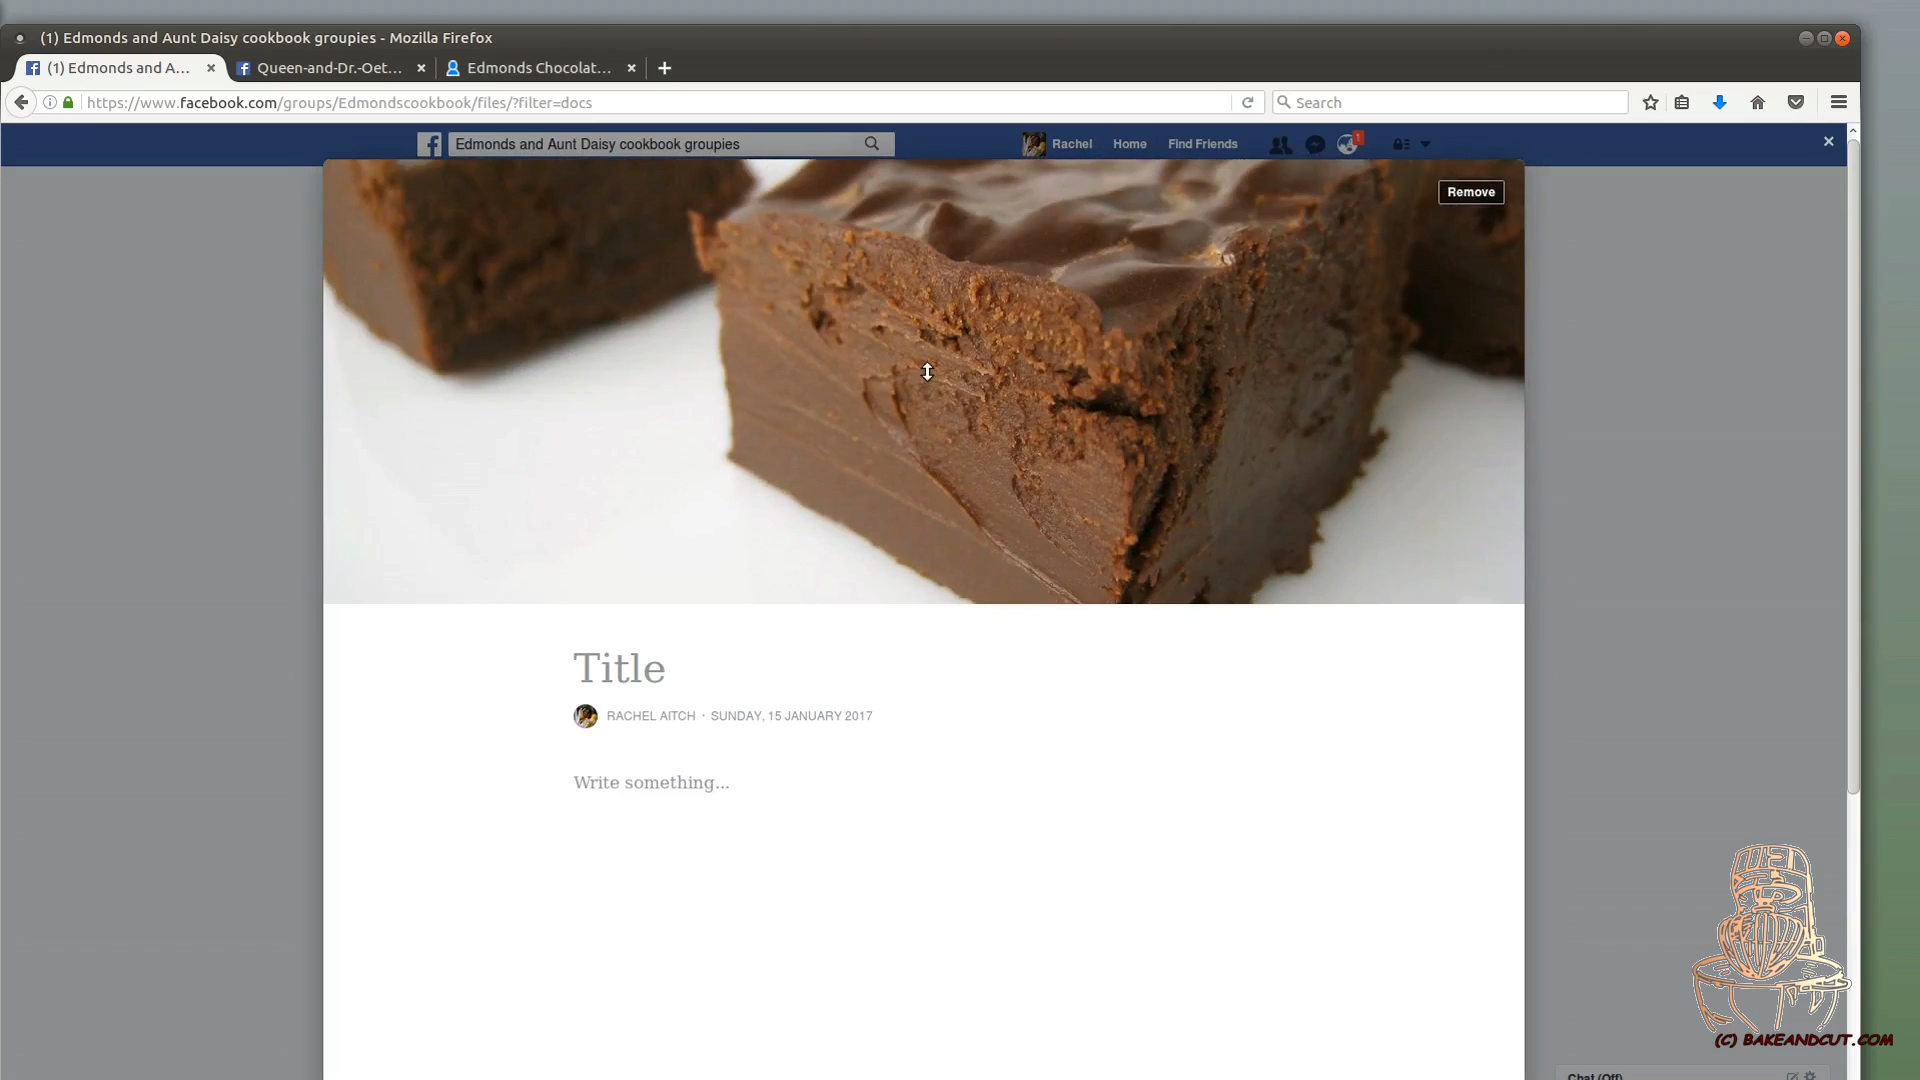 (1) Edmonds and Aunt Daisy cookbook groupies - Mozilla Firefox
(1) Edmonds and A...
Queen-and-Dr.-Oet...
Edmonds Chocolat...
https://www.facebook.com/groups/Edmondscookbook/files/?filter=docs
Search
Edmonds and Aunt Daisy cookbook groupies
Rachel
Home
Find Friends
1
Remove
Title
RACHEL AITCH · SUNDAY, 15 JANUARY 2017
Write something...
(C) BAKEANDCUT.COM
Chat (Off)